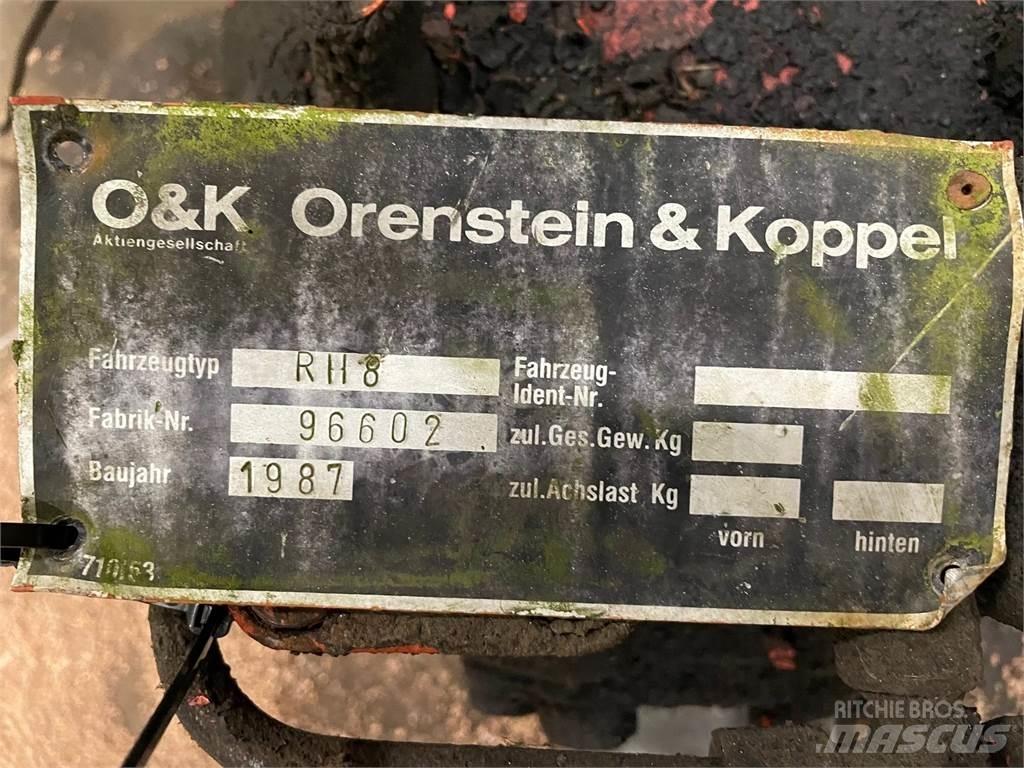 O&K Orenstein & Koppel
Aktiengesellschaft
Fahrzeugtyp RH8
Fabrik-Nr. 96602
Baujahr 1987
Fahrzeug-
Ident-Nr.
zul.Ges.Gew.Kg
zul.Achslast Kg
vorn hinten
RITCHIE BROS.
MASCUS